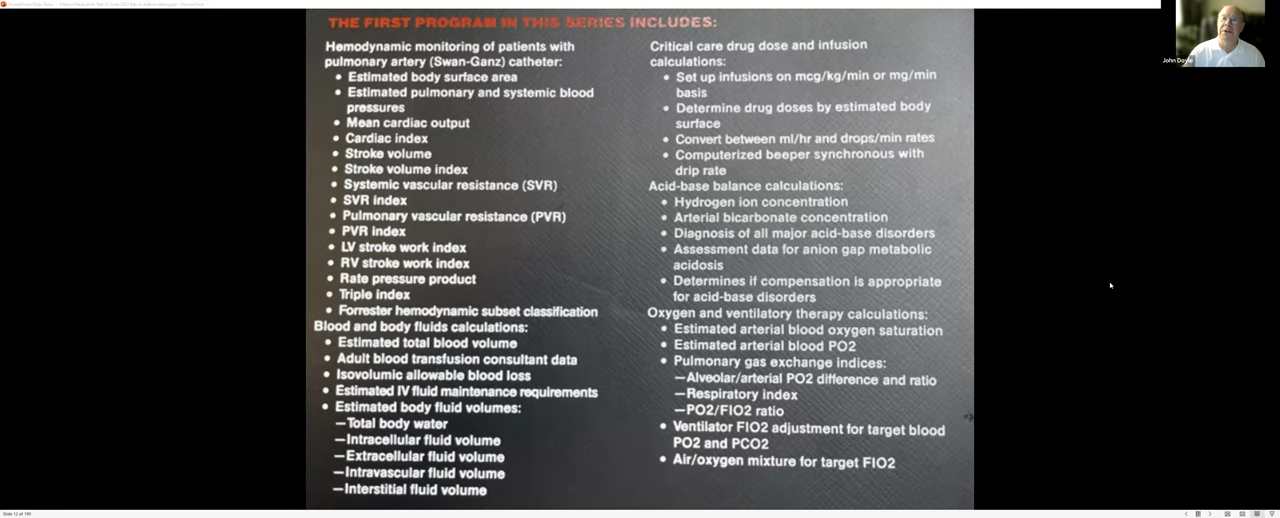 THE FIRST PROGRAM IN THIS SERIES INCLUDES:
Hemodynamic monitoring of patients with
pulmonary artery (Swan-Ganz) catheter:
• Estimated body surface area
• Estimated pulmonary and systemic blood
pressures
• Mean cardiac output
• Cardiac index
• Stroke volume
• Stroke volume index
• Systemic vascular resistance (SVR)
• SVR index
• Pulmonary vascular resistance (PVR)
• PVR index
• LV stroke work index
• RV stroke work index
• Rate pressure product
• Triple index
• Forrester hemodynamic subset classification
Blood and body fluids calculations:
• Estimated total blood volume
• Adult blood transfusion consultant data
• Isovolumic allowable blood loss
• Estimated IV fluid maintenance requirements
• Estimated body fluid volumes:
—Total body water
—Intracellular fluid volume
—Extracellular fluid volume
—Intravascular fluid volume
—Interstitial fluid volume
Critical care drug dose and infusion
calculations:
• Set up infusions on mcg/kg/min or mg/min
basis
• Determine drug doses by estimated body
surface
• Convert between ml/hr and drops/min rates
• Computerized beeper synchronous with
drip rate
Acid-base balance calculations:
• Hydrogen ion concentration
• Arterial bicarbonate concentration
• Diagnosis of all major acid-base disorders
• Assessment data for anion gap metabolic
acidosis
• Determines if compensation is appropriate
for acid-base disorders
Oxygen and ventilatory therapy calculations:
• Estimated arterial blood oxygen saturation
• Estimated arterial blood PO2
• Pulmonary gas exchange indices:
—Alveolar/arterial PO2 difference and ratio
—Respiratory index
—PO2/FIO2 ratio
• Ventilator FIO2 adjustment for target blood
PO2 and PCO2
• Air/oxygen mixture for target FIO2
John Doyle
Slide 12 of 199